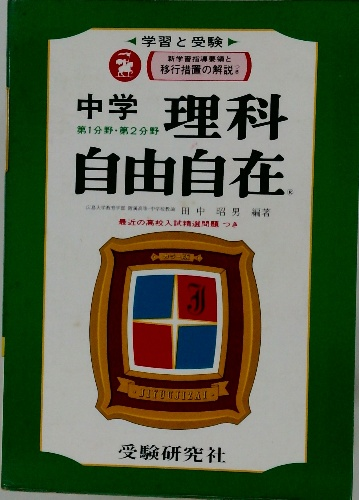 ◀学習と受験▶
新学習指導要領と
移行措置の解説つき
中学 理科
第1分野・第2分野
自由自在®
田中昭男 編著
最近の高校入試精選問題つき
J
JIYUJIZAI
受験研究社